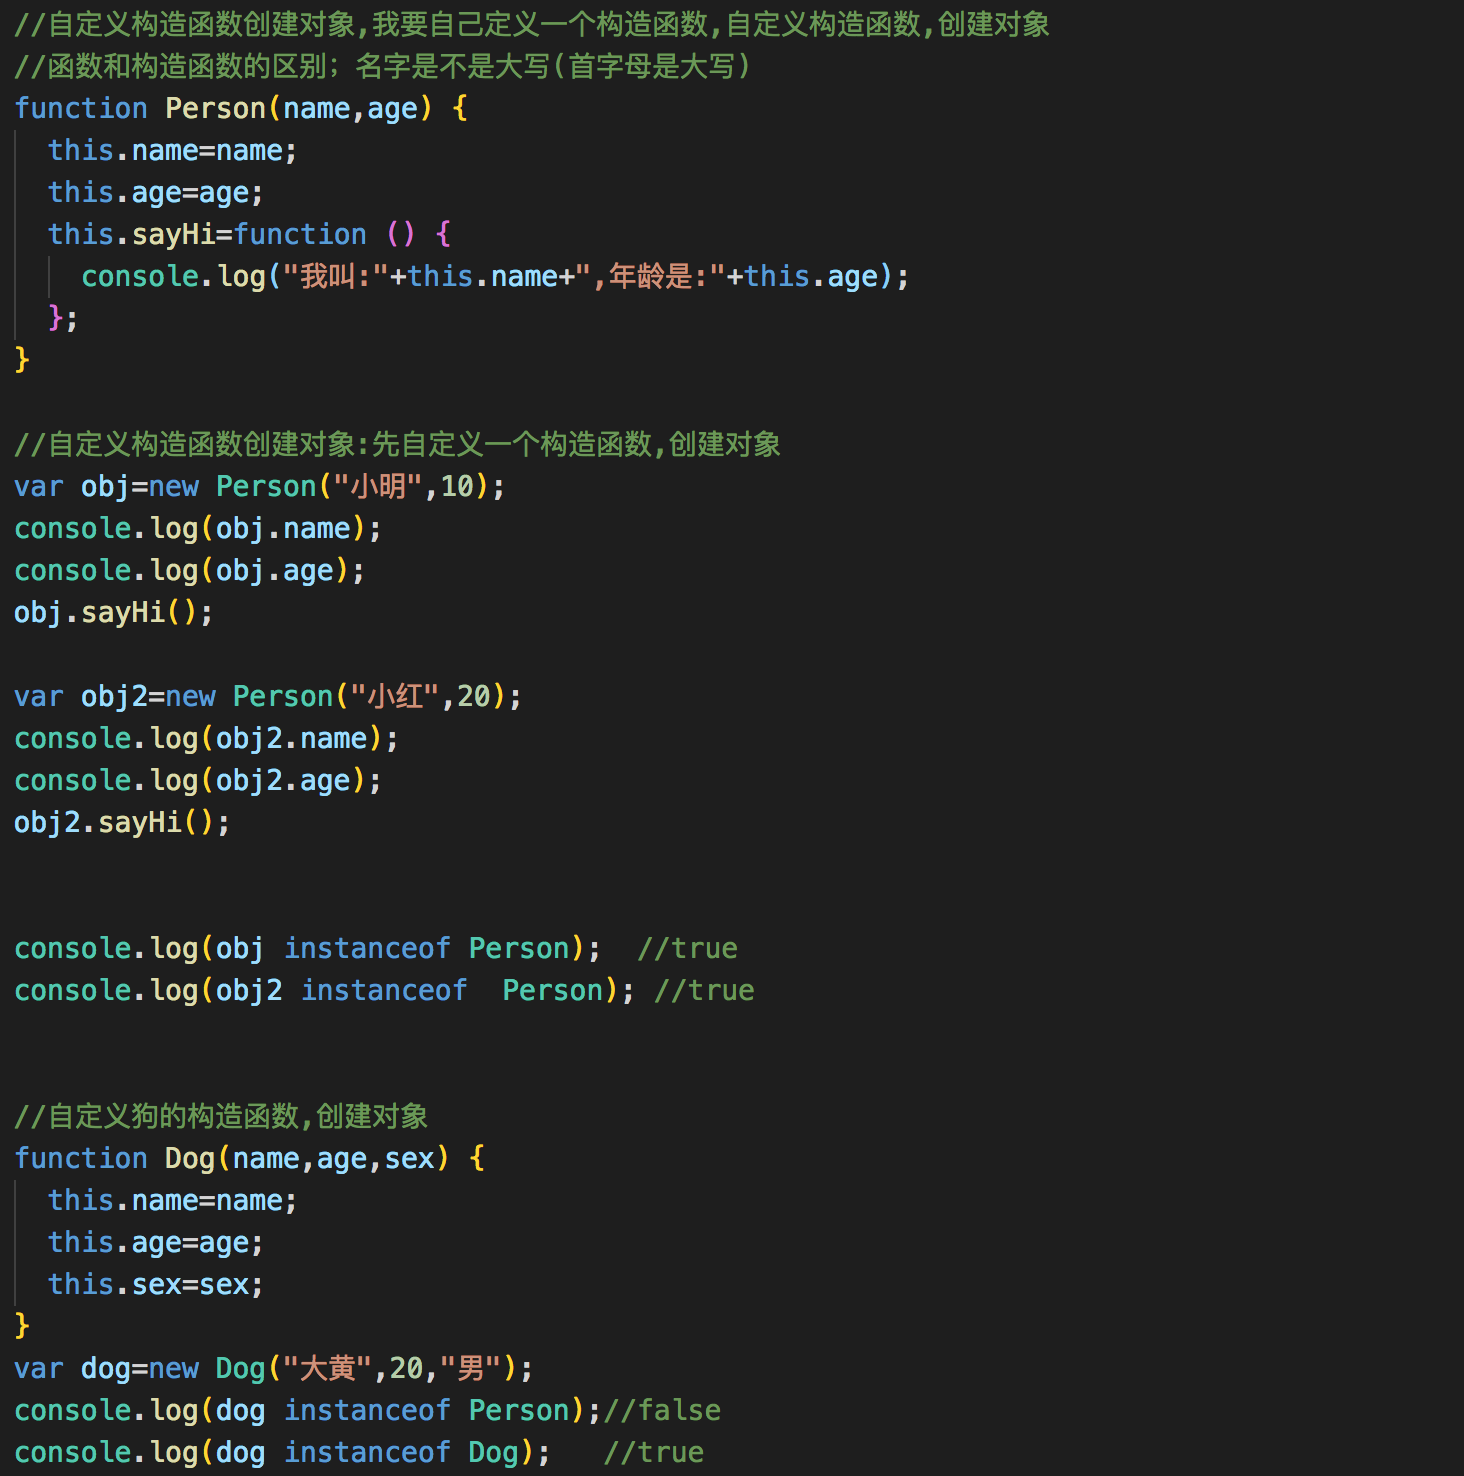 //自定义构造函数创建对象,我要自己定义一个构造函数,自定义构造函数,创建对象
//函数和构造函数的区别；名字是不是大写(首字母是大写)
function Person(name,age) {
  this.name=name;
  this.age=age;
  this.sayHi=function () {
    console.log("我叫:"+this.name+",年龄是:"+this.age);
  };
}

//自定义构造函数创建对象:先自定义一个构造函数,创建对象
var obj=new Person("小明",10);
console.log(obj.name);
console.log(obj.age);
obj.sayHi();

var obj2=new Person("小红",20);
console.log(obj2.name);
console.log(obj2.age);
obj2.sayHi();

console.log(obj instanceof Person);  //true
console.log(obj2 instanceof  Person); //true

//自定义狗的构造函数,创建对象
function Dog(name,age,sex) {
  this.name=name;
  this.age=age;
  this.sex=sex;
}
var dog=new Dog("大黄",20,"男");
console.log(dog instanceof Person);//false
console.log(dog instanceof Dog);   //true